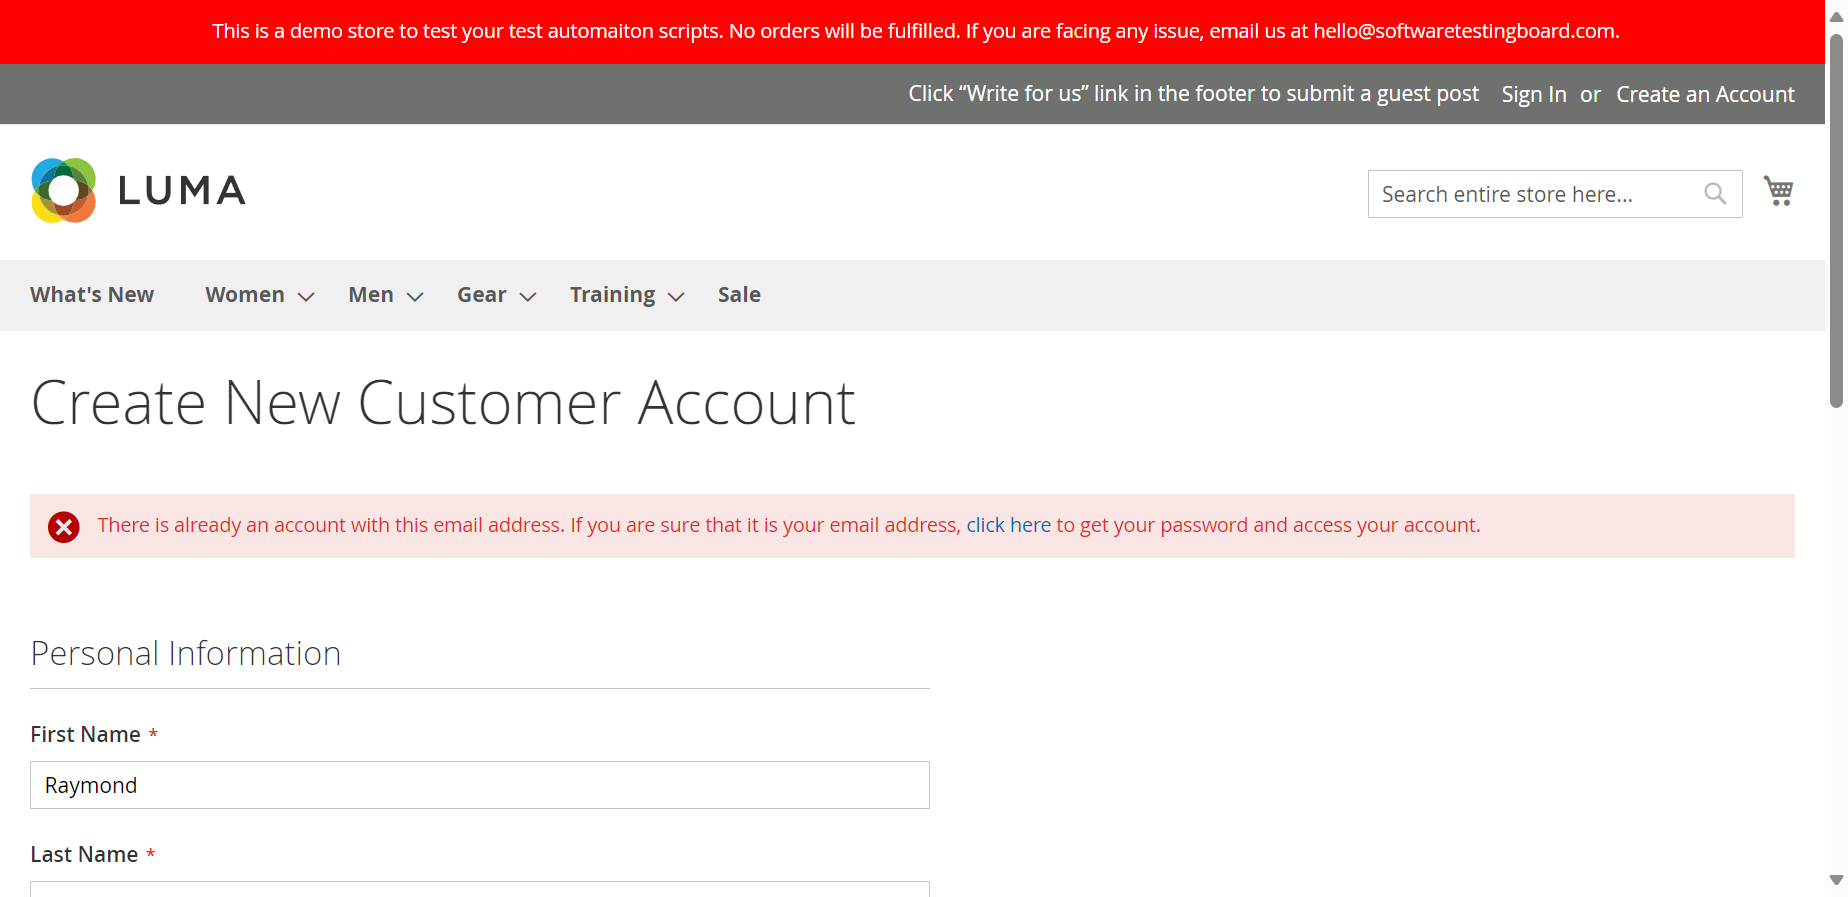 This is a demo store to test your test automaiton scripts. No orders will be fulfilled. If you are facing any issue, email us at hello@softwaretestingboard.com.
Click “Write for us” link in the footer to submit a guest post Sign In or Create an Account
LUMA
Search entire store here...
What's New Women Men Gear Training Sale
Create New Customer Account
There is already an account with this email address. If you are sure that it is your email address, click here to get your password and access your account.
Personal Information
First Name *
Raymond
Last Name *